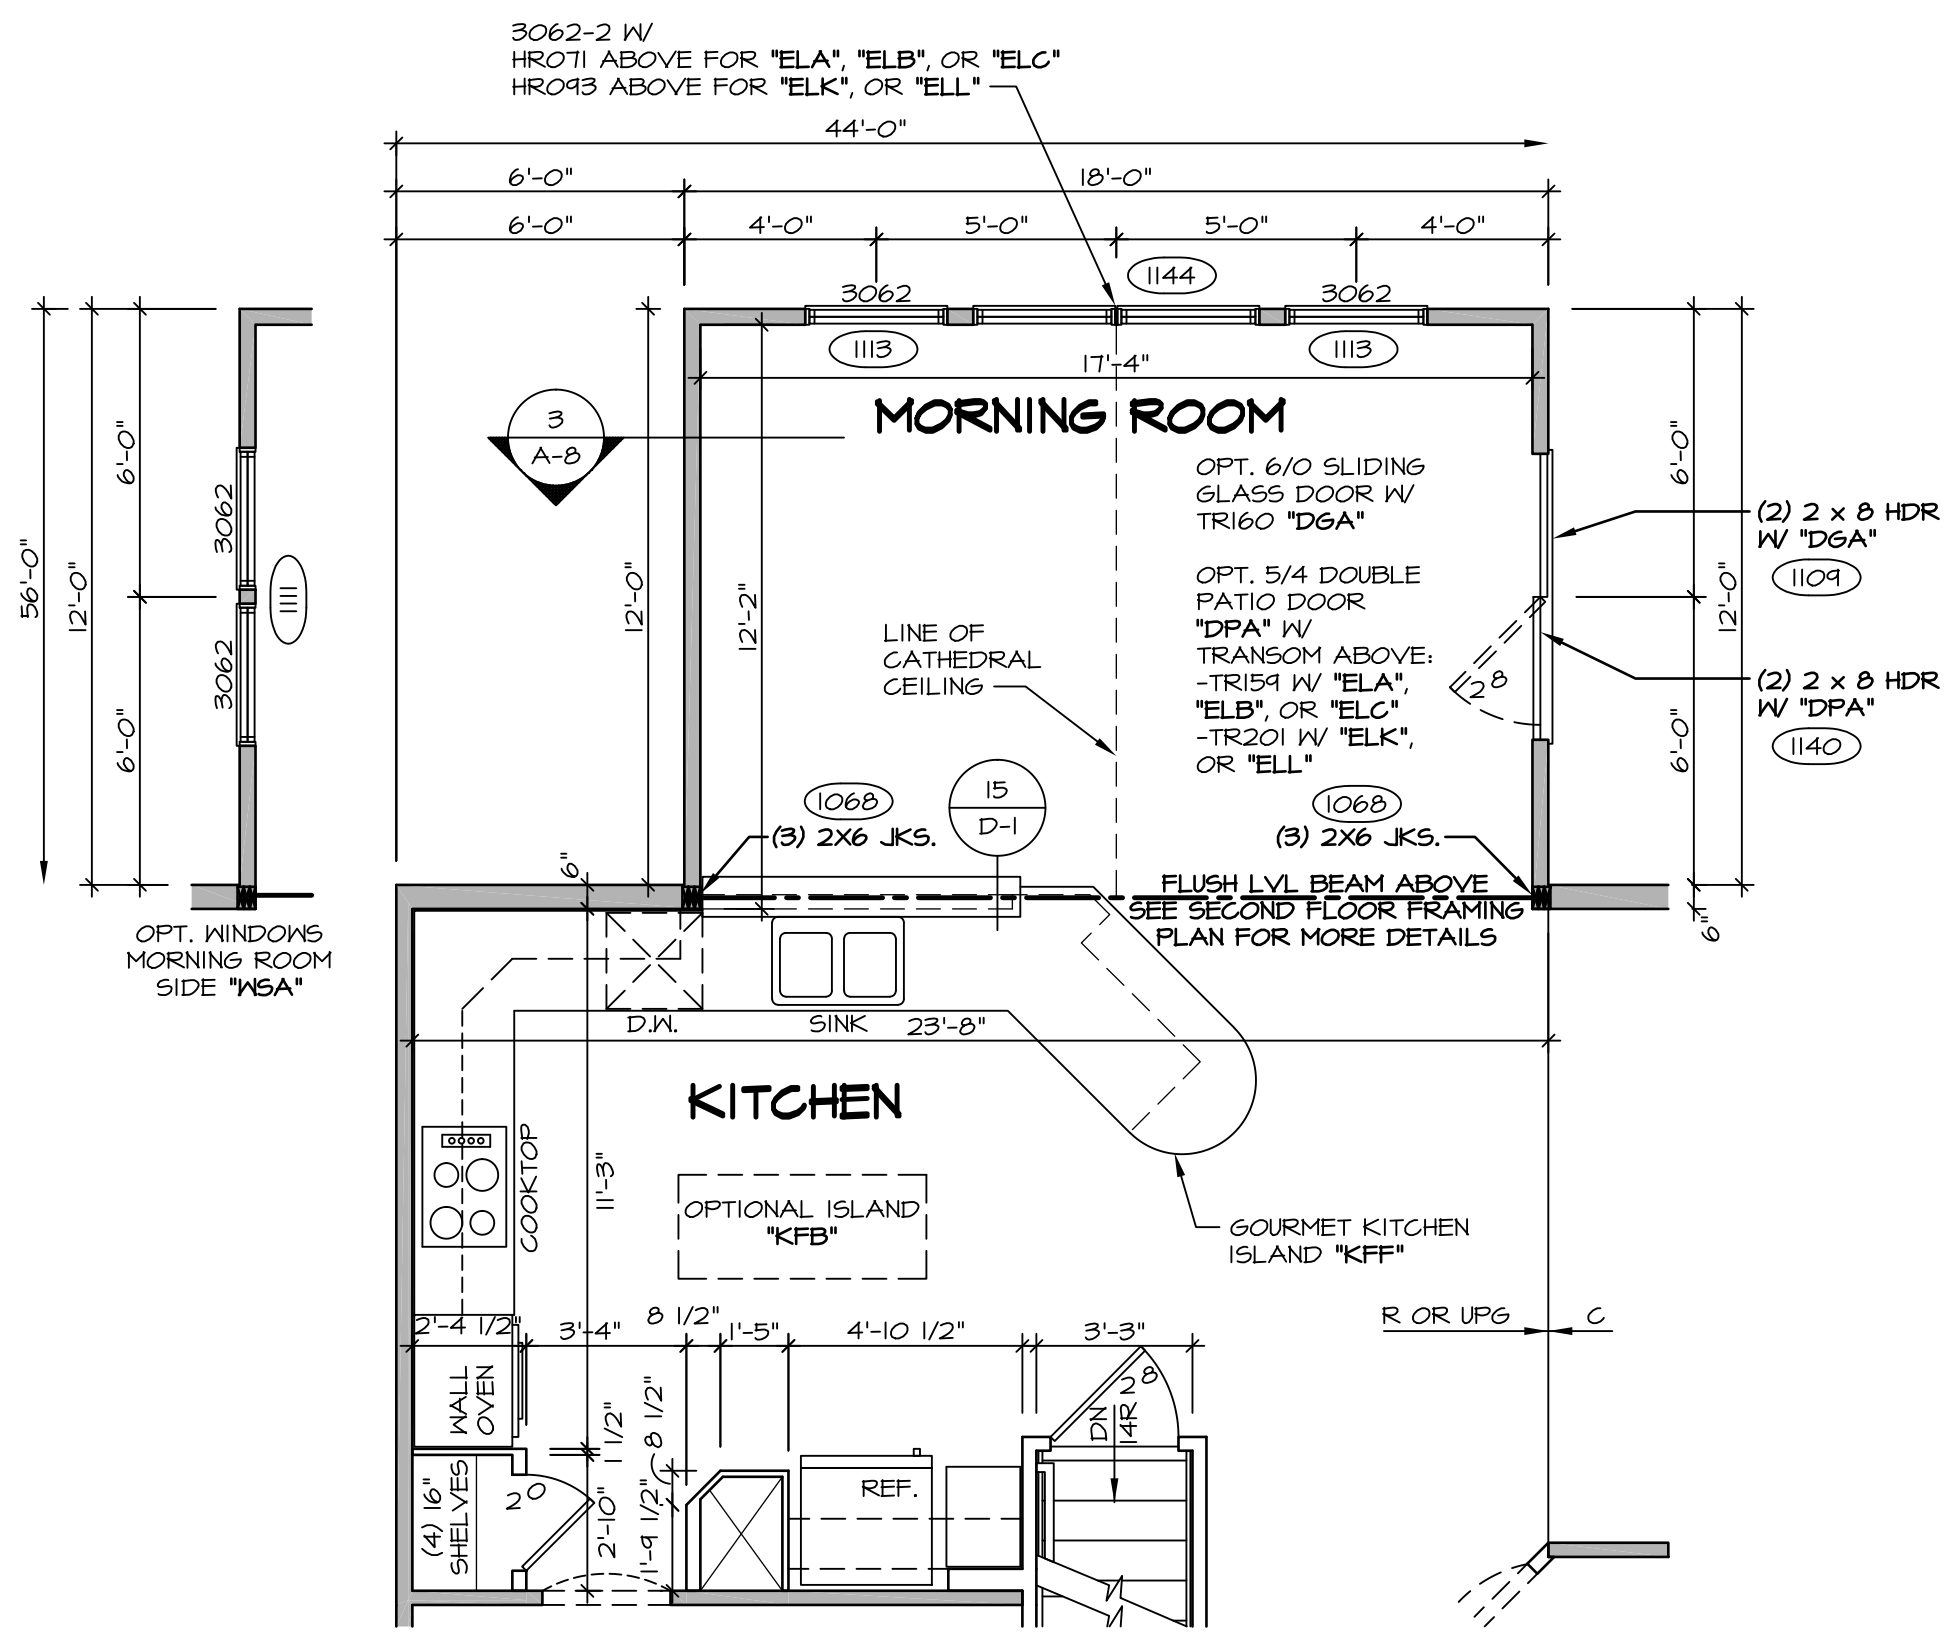 3062-2 W/
HR071 ABOVE FOR "ELA", "ELB", OR "ELC"
HR093 ABOVE FOR "ELK", OR "ELL"
44'-0"
6'-0"
18'-0"
6'-0"
4'-0"
5'-0"
5'-0"
4'-0"
1144
3062
3062
1113
1113
17'-4"
MORNING ROOM
3
A-8
56'-0"
12'-0"
6'-0"
6'-0"
3062
3062
1111
OPT. WINDOWS
MORNING ROOM
SIDE "WSA"
12'-0"
12'-2"
OPT. 6/0 SLIDING
GLASS DOOR W/
TR160 "DGA"
OPT. 5/4 DOUBLE
PATIO DOOR
"DPA" W/
TRANSOM ABOVE:
-TR159 W/ "ELA",
"ELB", OR "ELC"
-TR201 W/ "ELK",
OR "ELL"
LINE OF
CATHEDRAL
CEILING
2 8
6'-0"
6'-0"
12'-0"
6"
(2) 2 x 8 HDR
W/ "DGA"
1109
(2) 2 x 8 HDR
W/ "DPA"
1140
1068
(3) 2X6 JKS.
15
D-1
1068
(3) 2X6 JKS.
6"
FLUSH LVL BEAM ABOVE
SEE SECOND FLOOR FRAMING
PLAN FOR MORE DETAILS
D.W.
SINK
23'-8"
KITCHEN
COOKTOP
11'-3"
OPTIONAL ISLAND
"KFB"
GOURMET KITCHEN
ISLAND "KFF"
R OR UPG
C
2'-4 1/2"
3'-4"
8 1/2"
1'-5"
4'-10 1/2"
3'-3"
WALL
OVEN
1 1/2"
8 1/2"
2 8
DN
14R
(4) 16"
SHELVES
2 0
2'-10"
1'-9 1/2"
REF.